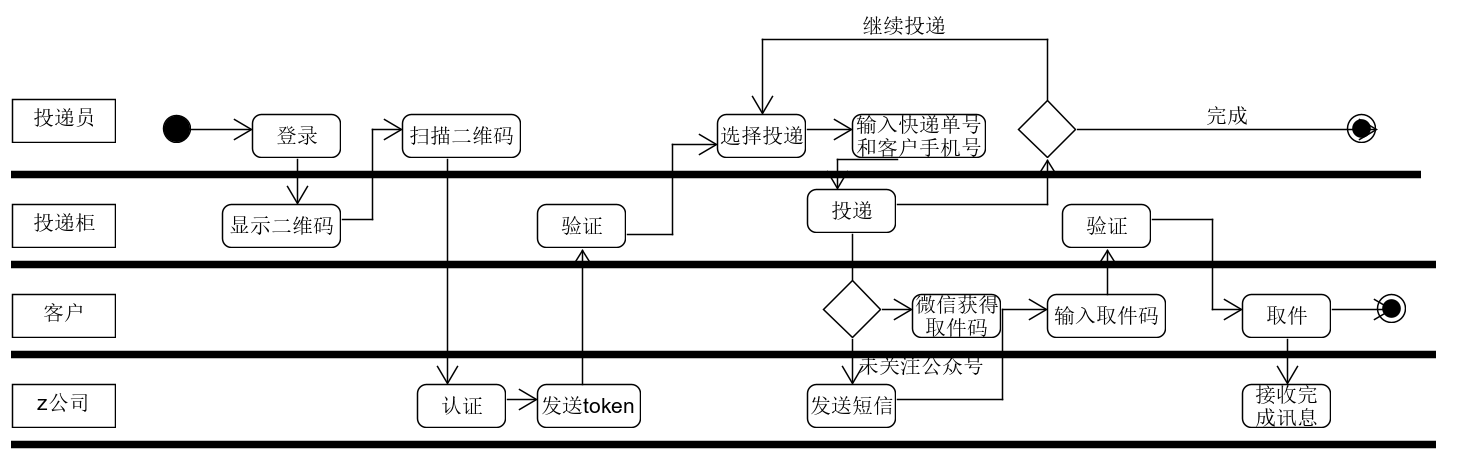 继续投递
投递员
登录
扫描二维码
选择投递
输入快递单号
和客户手机号
完成
投递柜
显示二维码
验证
投递
验证
客户
微信获得
取件码
输入取件码
取件
未关注公众号
z公司
认证
发送token
发送短信
接收完
成讯息